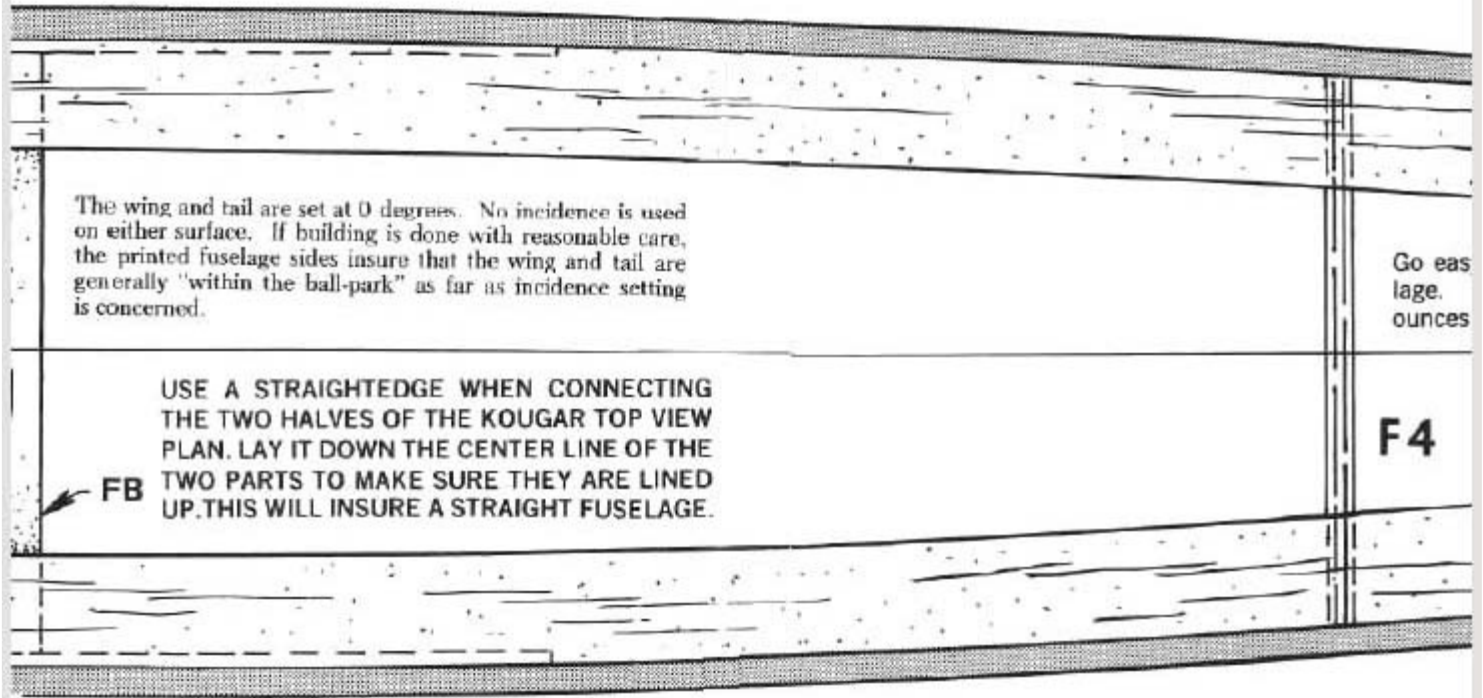 The wing and tail are set at 0 degrees. No incidence is used
on either surface. If building is done with reasonable care,
the printed fuselage sides insure that the wing and tail are
generally "within the ball-park" as far as incidence setting
is concerned.
Go eas
lage.
ounces
USE A STRAIGHTEDGE WHEN CONNECTING
THE TWO HALVES OF THE KOUGAR TOP VIEW
PLAN. LAY IT DOWN THE CENTER LINE OF THE
TWO PARTS TO MAKE SURE THEY ARE LINED
UP.THIS WILL INSURE A STRAIGHT FUSELAGE.
FB
F4